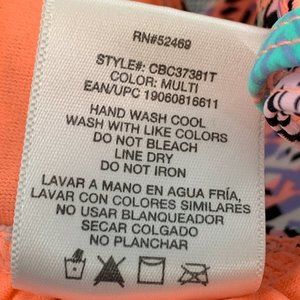 RN#52469
STYLE#: CBC37381T
COLOR: MULTI
EAN/UPC 19060816611
HAND WASH COOL
WASH WITH LIKE COLORS
DO NOT BLEACH
LINE DRY
DO NOT IRON
LAVAR A MANO EN AGUA FRÍA,
LAVAR CON COLORES SIMILARES
NO USAR BLANQUEADOR
SECAR COLGADO
NO PLANCHAR